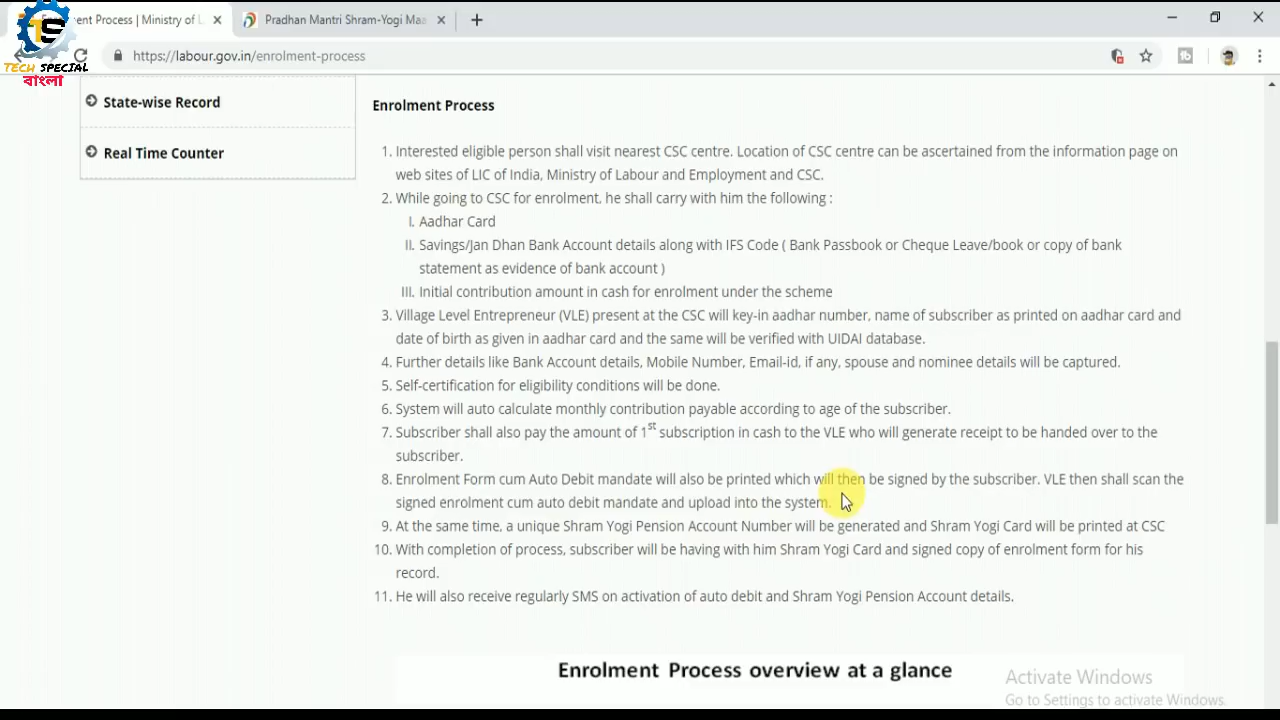 Enrolment Process | Ministry of L
Pradhan Mantri Shram-Yogi Maa
TS
TECH SPECIAL
বাংলা
https://labour.gov.in/enrolment-process
State-wise Record
Real Time Counter
Enrolment Process
1. Interested eligible person shall visit nearest CSC centre. Location of CSC centre can be ascertained from the information page on
web sites of LIC of India, Ministry of Labour and Employment and CSC.
2. While going to CSC for enrolment, he shall carry with him the following :
I. Aadhar Card
II. Savings/Jan Dhan Bank Account details along with IFS Code ( Bank Passbook or Cheque Leave/book or copy of bank
statement as evidence of bank account )
III. Initial contribution amount in cash for enrolment under the scheme
3. Village Level Entrepreneur (VLE) present at the CSC will key-in aadhar number, name of subscriber as printed on aadhar card and
date of birth as given in aadhar card and the same will be verified with UIDAI database.
4. Further details like Bank Account details, Mobile Number, Email-id, if any, spouse and nominee details will be captured.
5. Self-certification for eligibility conditions will be done.
6. System will auto calculate monthly contribution payable according to age of the subscriber.
7. Subscriber shall also pay the amount of 1st subscription in cash to the VLE who will generate receipt to be handed over to the
subscriber.
8. Enrolment Form cum Auto Debit mandate will also be printed which will then be signed by the subscriber. VLE then shall scan the
signed enrolment cum auto debit mandate and upload into the system.
9. At the same time, a unique Shram Yogi Pension Account Number will be generated and Shram Yogi Card will be printed at CSC
10. With completion of process, subscriber will be having with him Shram Yogi Card and signed copy of enrolment form for his
record.
11. He will also receive regularly SMS on activation of auto debit and Shram Yogi Pension Account details.
Enrolment Process overview at a glance
Activate Windows
Go to Settings to activate Windows.